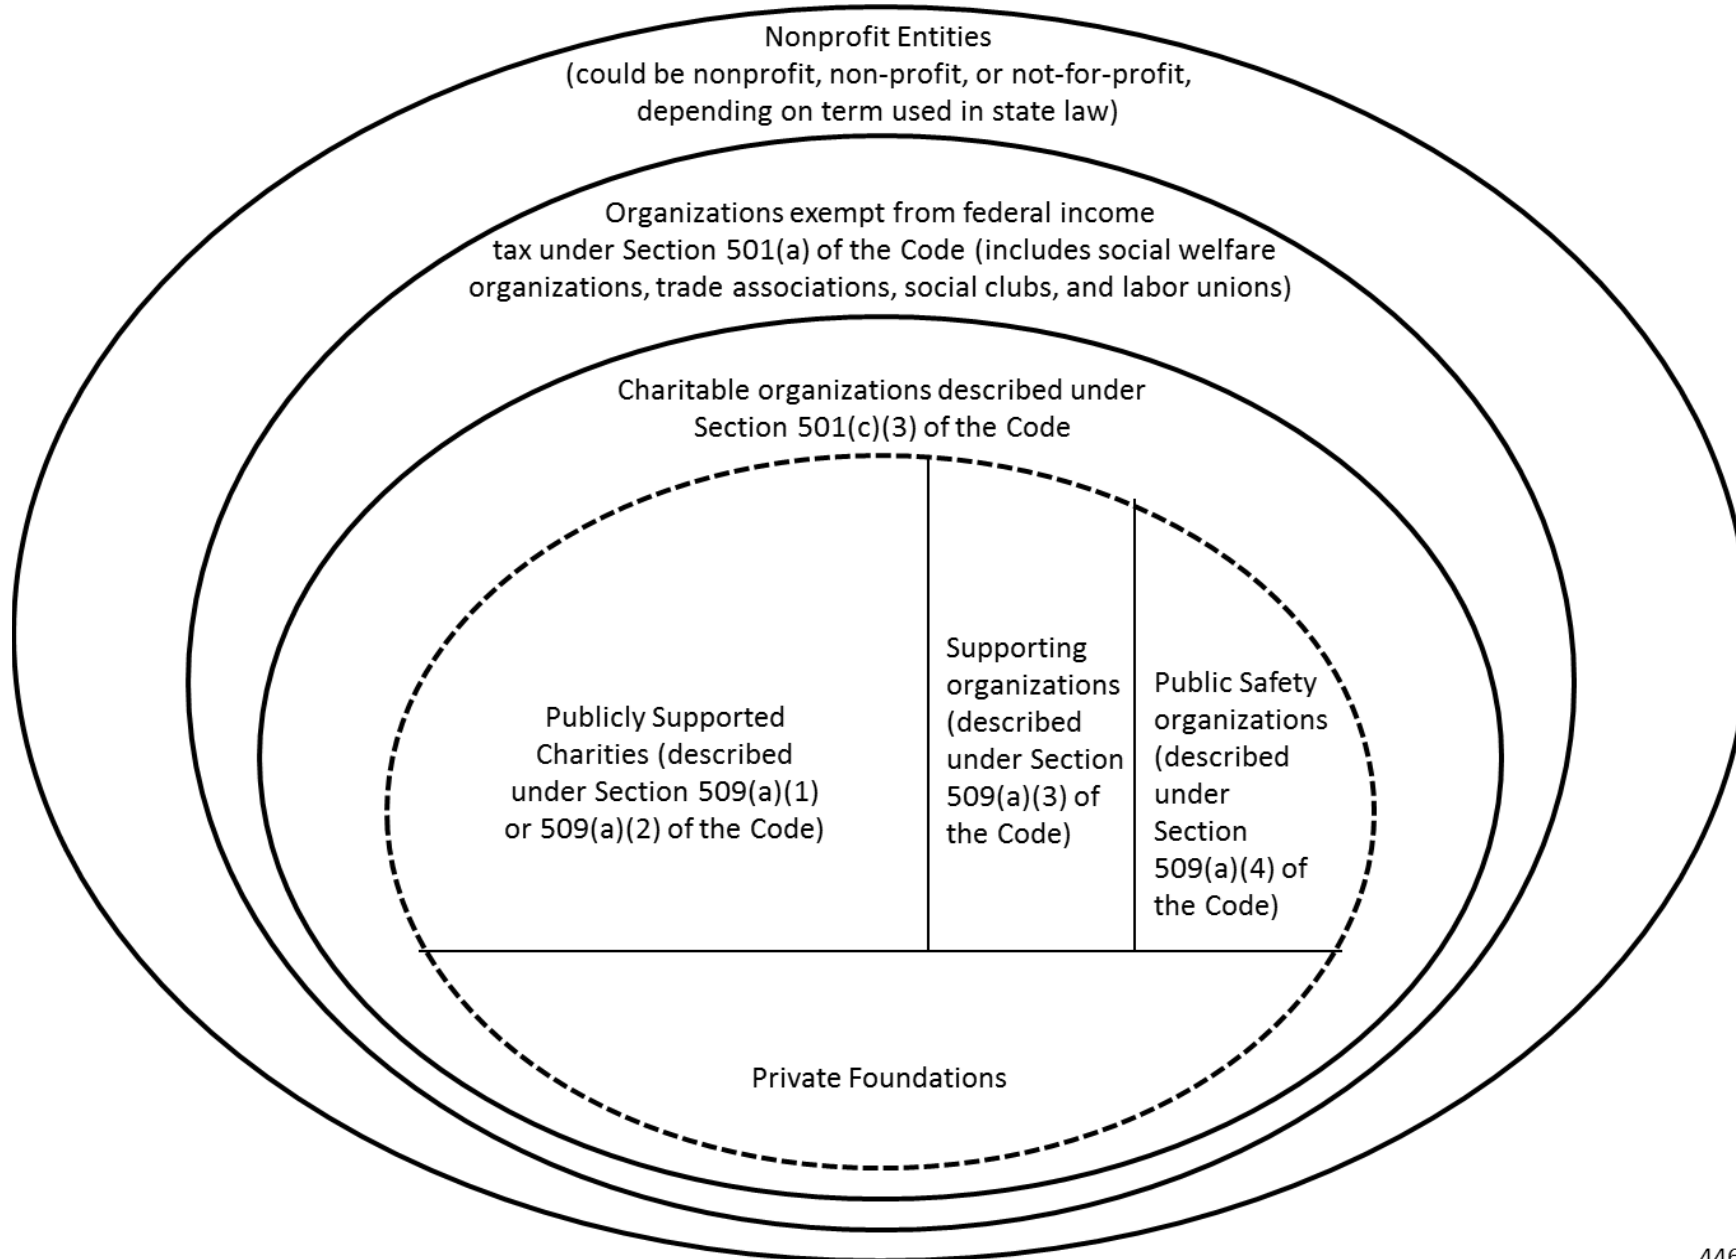 Nonprofit Entities
(could be nonprofit, non-profit, or not-for-profit,
depending on term used in state law)
Organizations exempt from federal income
tax under Section 501(a) of the Code (includes social welfare
organizations, trade associations, social clubs, and labor unions)
Charitable organizations described under
Section 501(c)(3) of the Code
Publicly Supported
Charities (described
under Section 509(a)(1)
or 509(a)(2) of the Code)
Supporting
organizations
(described
under Section
509(a)(3) of
the Code)
Public Safety
organizations
(described
under
Section
509(a)(4) of
the Code)
Private Foundations